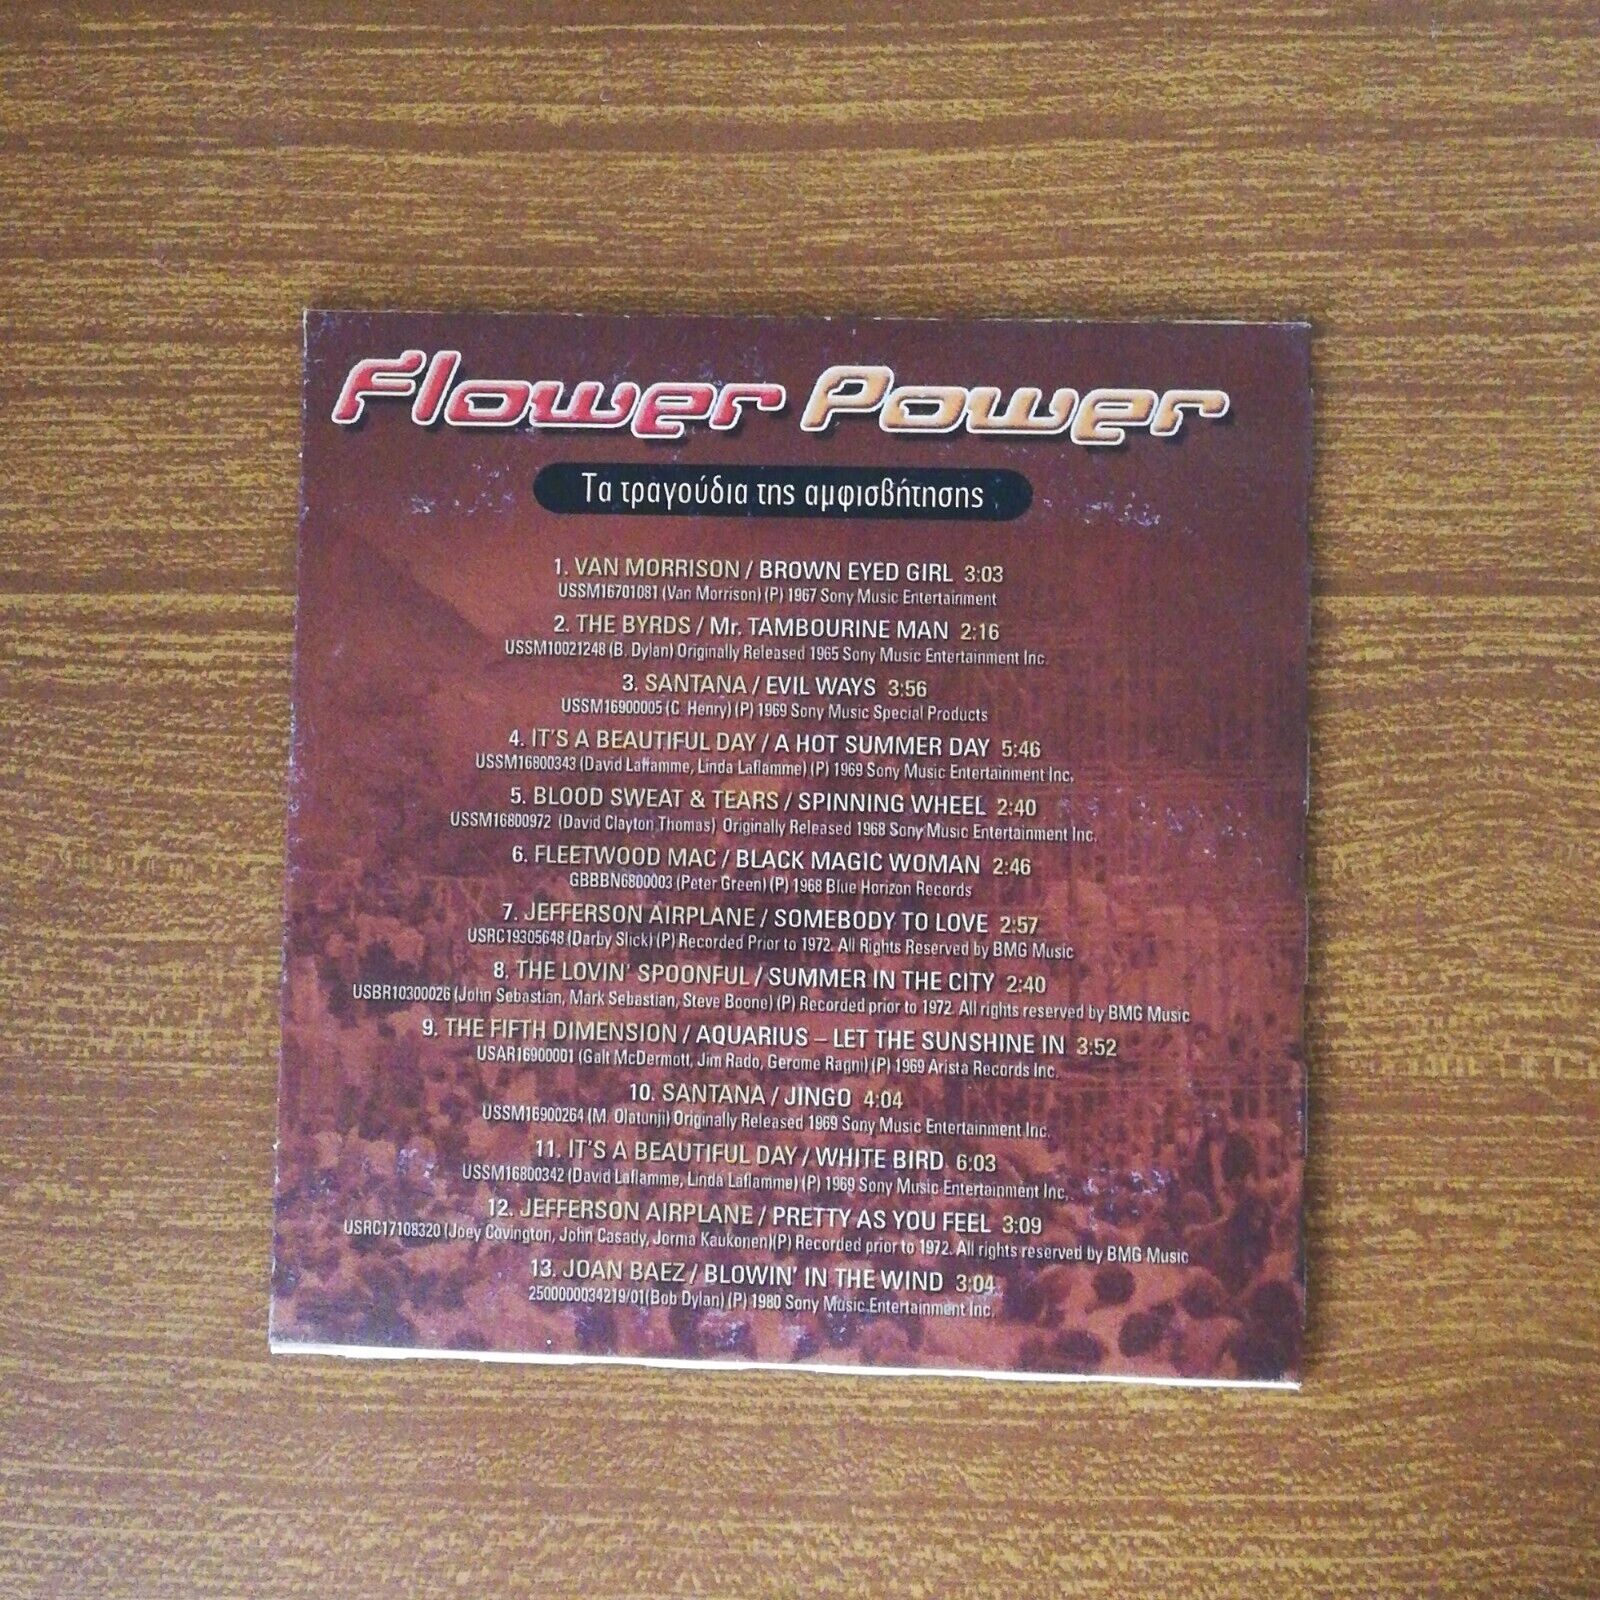 Flower Power
Τα τραγούδια της αμφισβήτησης
1. VAN MORRISON / BROWN EYED GIRL 3:03
USSM16701081 (Van Morrison) (P) 1967 Sony Music Entertainment
2. THE BYRDS / Mr. TAMBOURINE MAN 2:16
USSM10021248 (B. Dylan) Originally Released 1965 Sony Music Entertainment Inc.
3. SANTANA / EVIL WAYS 3:56
USSM16900005 (C. Henry) (P) 1969 Sony Music Special Products
4. IT'S A BEAUTIFUL DAY / A HOT SUMMER DAY 5:46
USSM16800343 (David Laflamme, Linda Laflamme) (P) 1969 Sony Music Entertainment Inc,
5. BLOOD SWEAT & TEARS / SPINNING WHEEL 2:40
USSM16800972 (David Clayton Thomas) Originally Released 1968 Sony Music Entertainment Inc.
6. FLEETWOOD MAC / BLACK MAGIC WOMAN 2:46
GBBBN6800003 (Peter Green) (P) 1968 Blue Horizon Records
7. JEFFERSON AIRPLANE / SOMEBODY TO LOVE 2:57
USRC19305648 (Darby Slick) (P) Recorded Prior to 1972. All Rights Reserved by BMG Music
8. THE LOVIN' SPOONFUL / SUMMER IN THE CITY 2:40
USBR10300026 (John Sebastian, Mark Sebastian, Steve Boone) (P) Recorded prior to 1972. All rights reserved by BMG Music
9. THE FIFTH DIMENSION / AQUARIUS – LET THE SUNSHINE IN 3:52
USAR16900001 (Galt McDermott, Jim Rado, Gerome Ragni) (P) 1969 Arista Records Inc.
10. SANTANA / JINGO 4:04
USSM16900264 (M. Olatunji) Originally Released 1969 Sony Music Entertainment Inc.
11. IT'S A BEAUTIFUL DAY / WHITE BIRD 6:03
USSM16800342 (David Laflamme, Linda Laflamme) (P) 1969 Sony Music Entertainment Inc,
12. JEFFERSON AIRPLANE / PRETTY AS YOU FEEL 3:09
USRC17108320 (Joey Covington, John Casady, Jorma Kaukonen)(P) Recorded prior to 1972. All rights reserved by BMG Music
13. JOAN BAEZ / BLOWIN' IN THE WIND 3:04
2500000034219/01(Bob Dylan) (P) 1980 Sony Music Entertainment Inc.